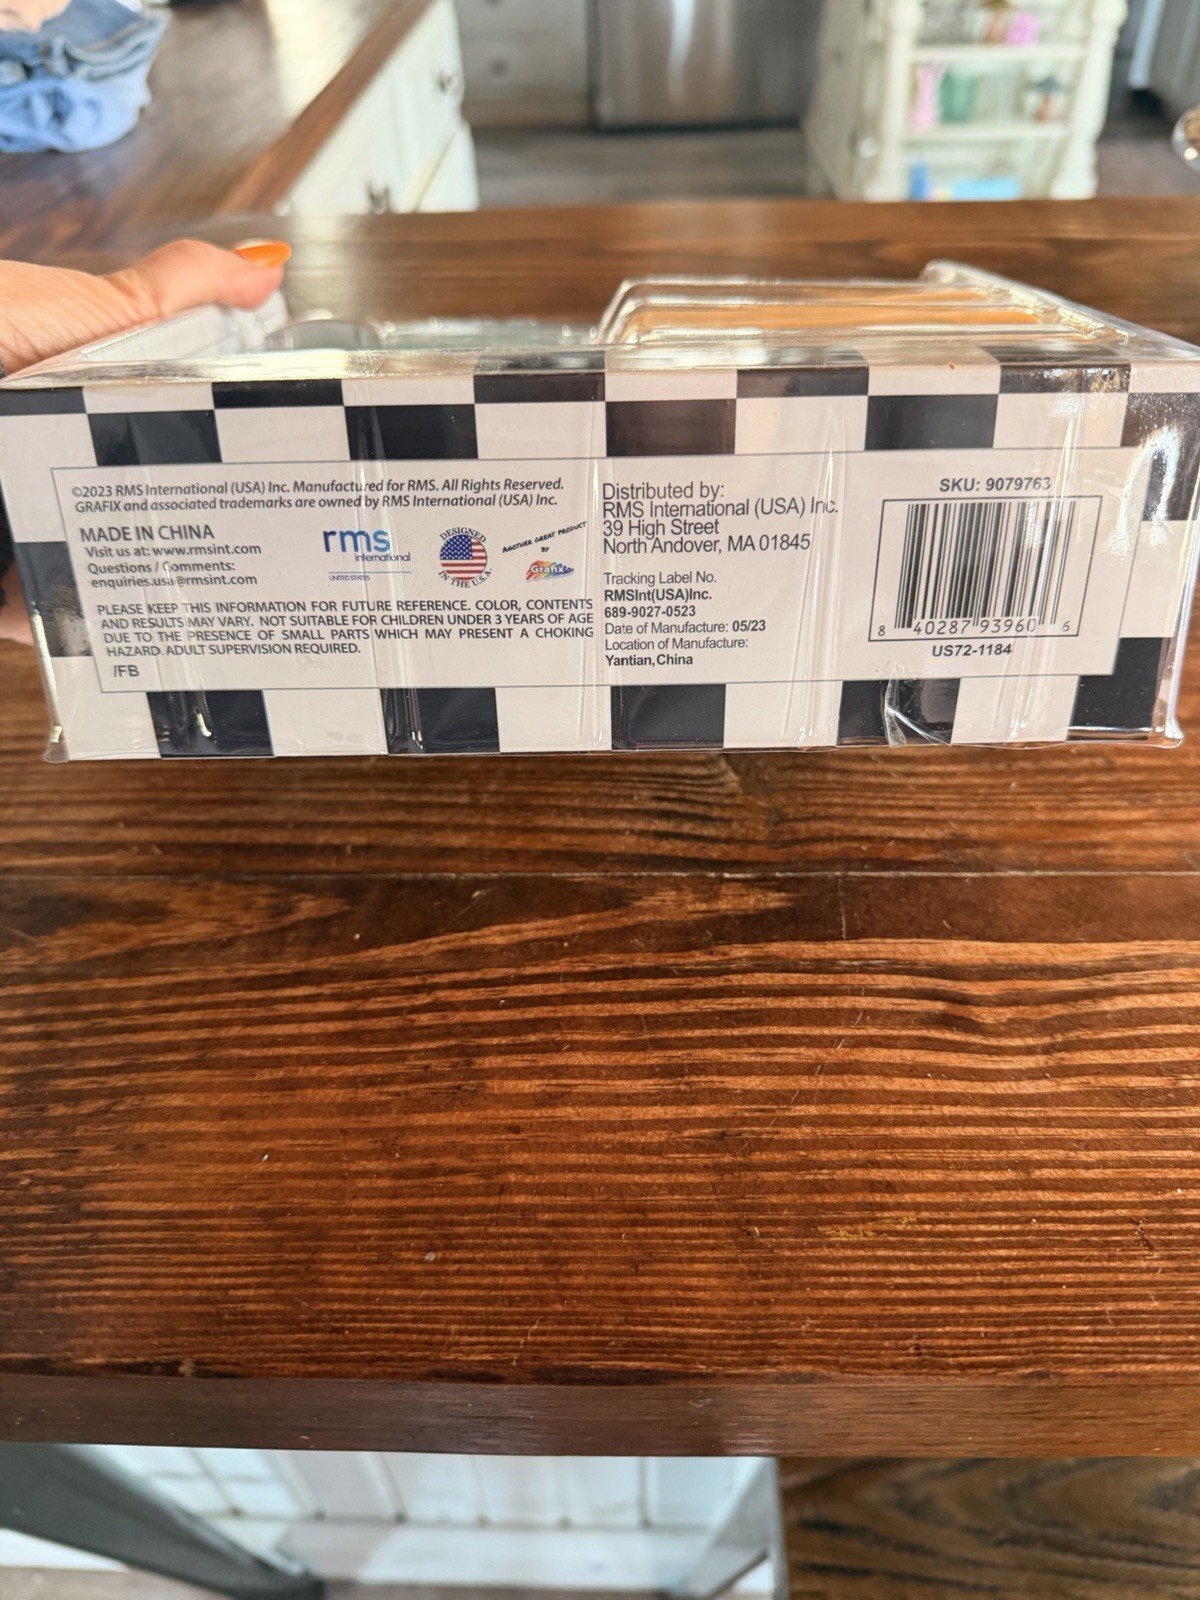 ©2023 RMS International (USA) Inc. Manufactured for RMS. All Rights Reserved.
GRAFIX and associated trademarks are owned by RMS International (USA) Inc.
MADE IN CHINA
Visit us at: www.rmsint.com
Questions / Comments:
enquiries.usa@rmsint.com
rms
international
UNITED STATES
DESIGNED
IN THE U.S.A.
ANOTHER GREAT PRODUCT
BY
Grafix
PLEASE KEEP THIS INFORMATION FOR FUTURE REFERENCE. COLOR, CONTENTS
AND RESULTS MAY VARY. NOT SUITABLE FOR CHILDREN UNDER 3 YEARS OF AGE
DUE TO THE PRESENCE OF SMALL PARTS WHICH MAY PRESENT A CHOKING
HAZARD. ADULT SUPERVISION REQUIRED.
/FB
Distributed by:
RMS International (USA) Inc.
39 High Street
North Andover, MA 01845
Tracking Label No.
RMSInt(USA)Inc.
689-9027-0523
Date of Manufacture: 05/23
Location of Manufacture:
Yantian,China
SKU: 9079763
8 40287 93960 6
US72-1184